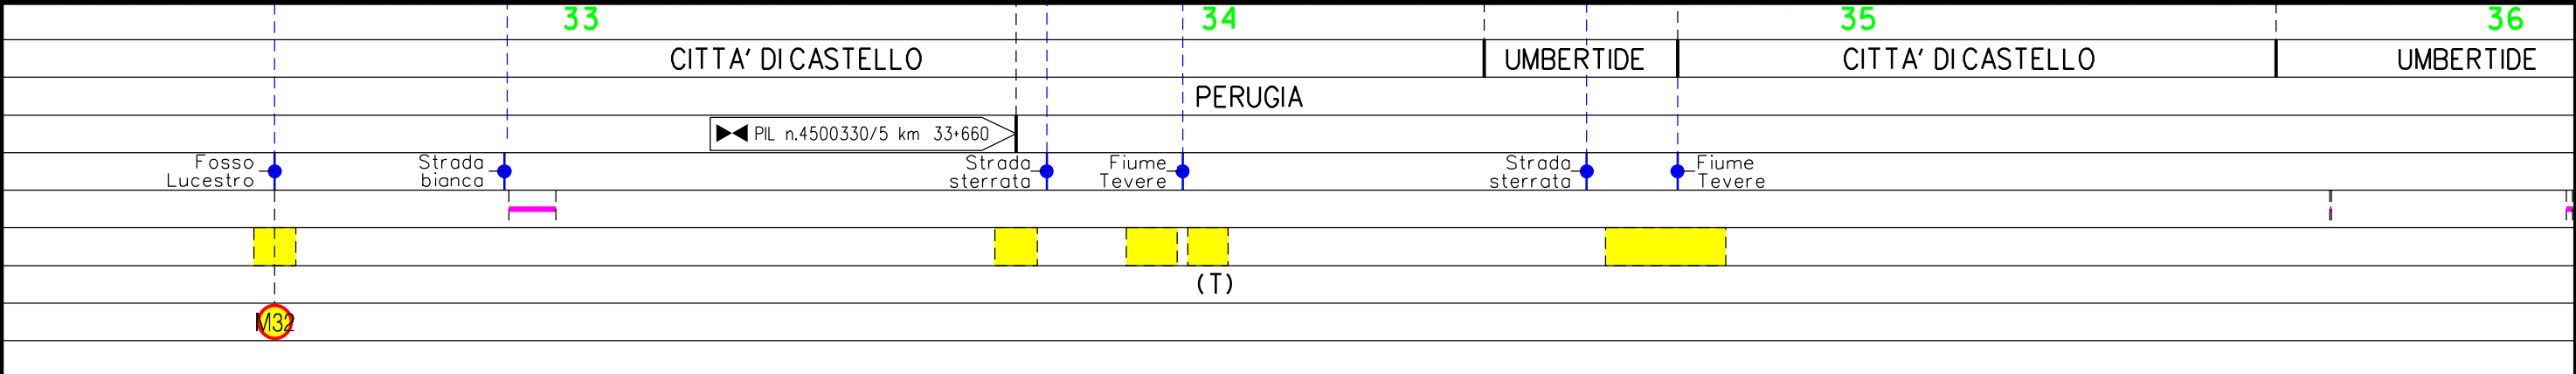 33 34 35 36
CITTA' DI CASTELLO UMBERTIDE CITTA' DI CASTELLO UMBERTIDE
PERUGIA
PIL n.4500330/5 km 33+660
Fosso Lucestro
Strada bianca
Strada sterrata
Fiume Tevere
Strada sterrata
Fiume Tevere
(T)
M32